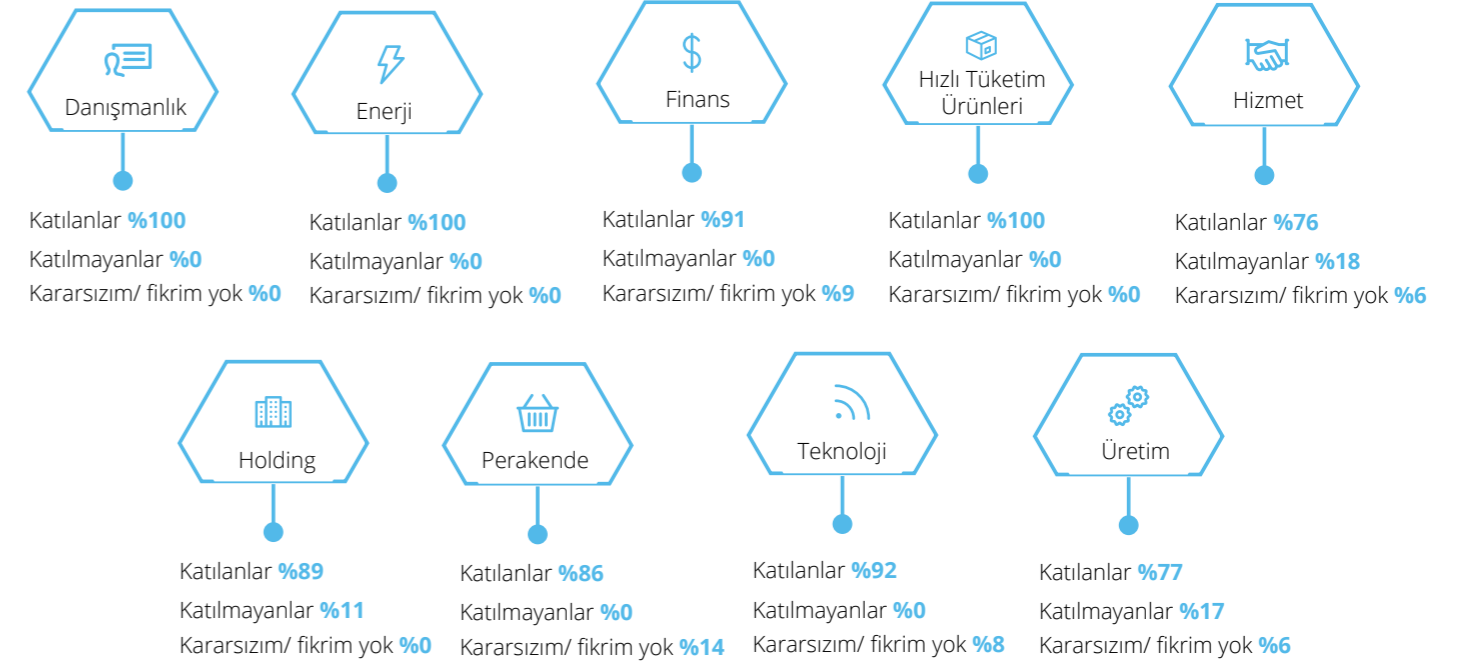 Danışmanlık
Katılanlar %100
Katılmayanlar %0
Kararsızım/ fikrim yok %0
Enerji
Katılanlar %100
Katılmayanlar %0
Kararsızım/ fikrim yok %0
Finans
Katılanlar %91
Katılmayanlar %0
Kararsızım/ fikrim yok %9
Hızlı Tüketim
Ürünleri
Katılanlar %100
Katılmayanlar %0
Kararsızım/ fikrim yok %0
Hizmet
Katılanlar %76
Katılmayanlar %18
Kararsızım/ fikrim yok %6
Holding
Katılanlar %89
Katılmayanlar %11
Kararsızım/ fikrim yok %0
Perakende
Katılanlar %86
Katılmayanlar %0
Kararsızım/ fikrim yok %14
Teknoloji
Katılanlar %92
Katılmayanlar %0
Kararsızım/ fikrim yok %8
Üretim
Katılanlar %77
Katılmayanlar %17
Kararsızım/ fikrim yok %6